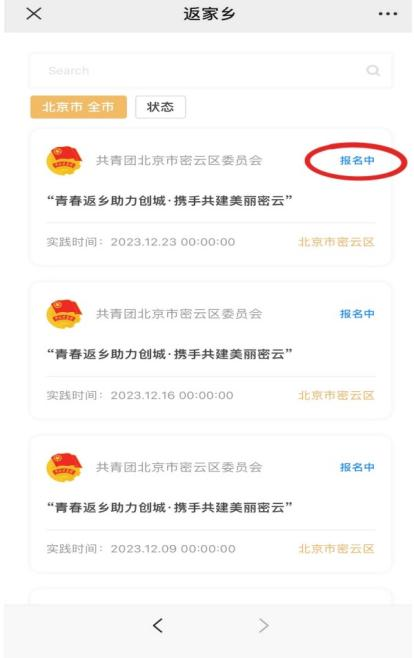 返家乡
Search
北京市 全市 状态
共青团北京市密云区委员会 报名中
“青春返乡助力创城·携手共建美丽密云”
实践时间：2023.12.23 00:00:00 北京市密云区
共青团北京市密云区委员会 报名中
“青春返乡助力创城·携手共建美丽密云”
实践时间：2023.12.16 00:00:00 北京市密云区
共青团北京市密云区委员会 报名中
“青春返乡助力创城·携手共建美丽密云”
实践时间：2023.12.09 00:00:00 北京市密云区